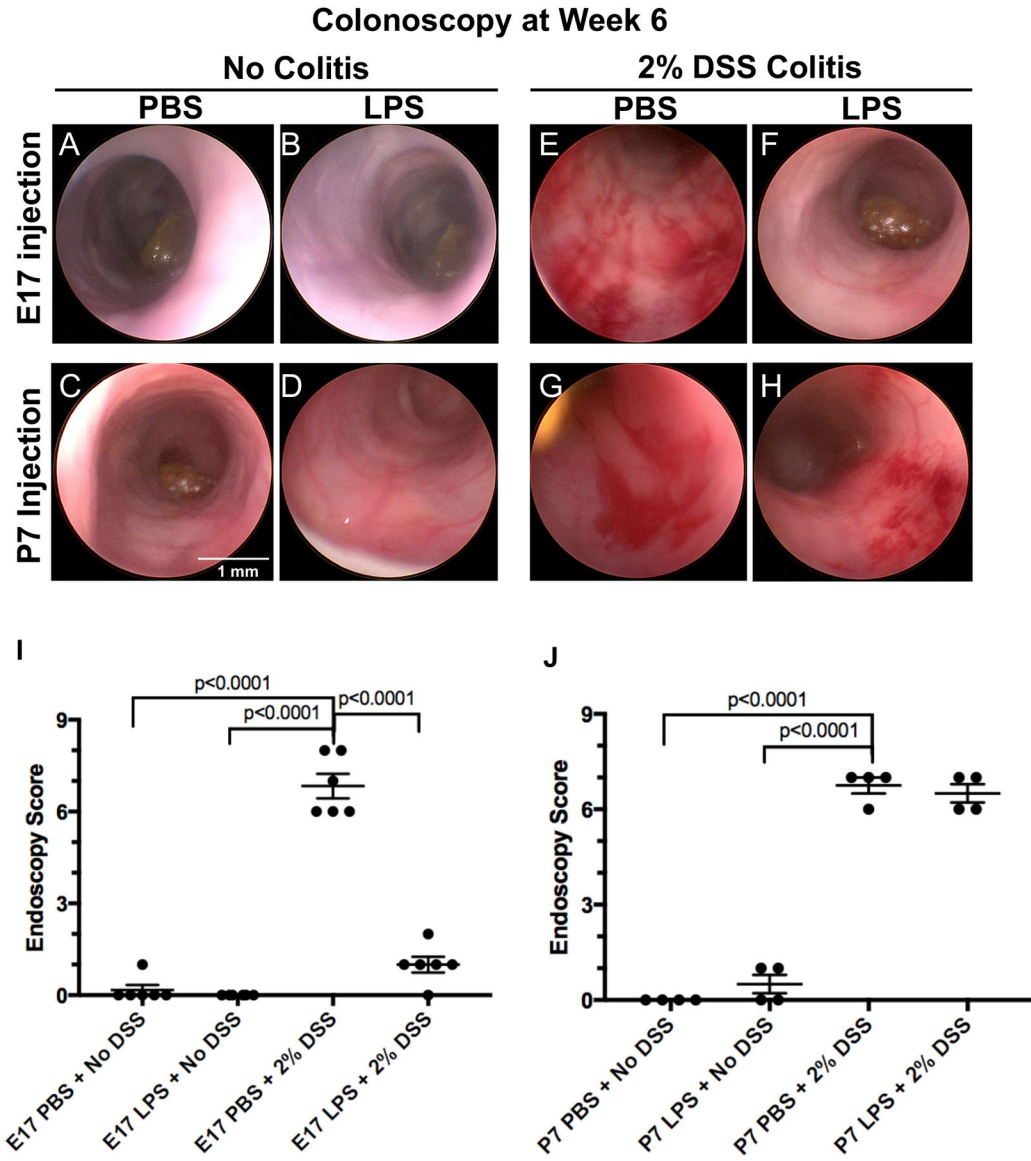 Colonoscopy at Week 6
No Colitis
2% DSS Colitis
PBS
LPS
PBS
LPS
E17 injection
A
B
E
F
P7 Injection
C
D
G
H
1 mm
I
p<0.0001
p<0.0001
p<0.0001
Endoscopy Score
9
6
3
0
E17 PBS + No DSS
E17 LPS + No DSS
E17 PBS + 2% DSS
E17 LPS + 2% DSS
J
p<0.0001
p<0.0001
Endoscopy Score
9
6
3
0
P7 PBS + No DSS
P7 LPS + No DSS
P7 PBS + 2% DSS
P7 LPS + 2% DSS